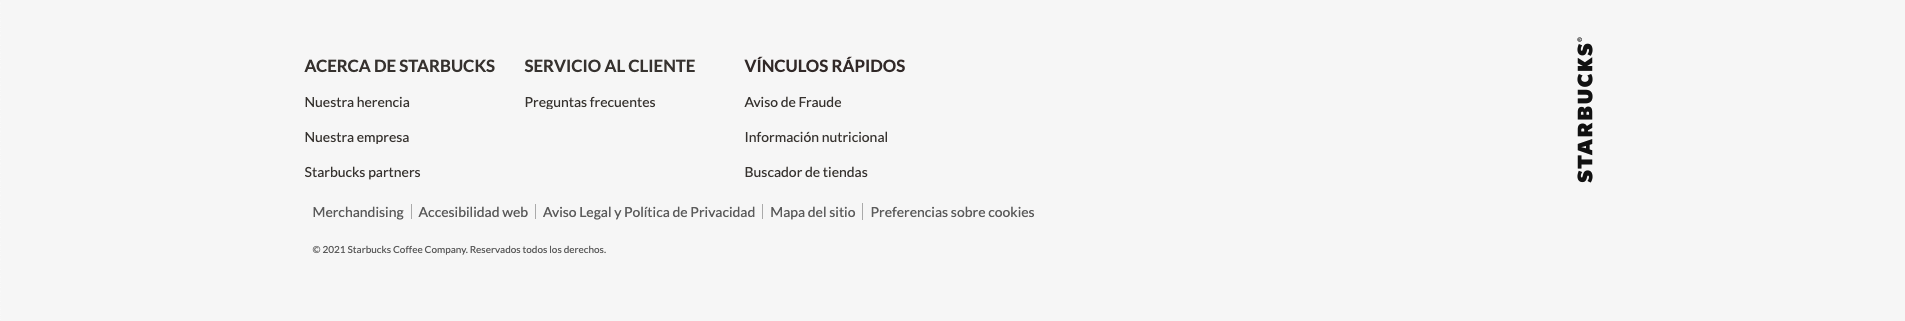 ACERCA DE STARBUCKS
Nuestra herencia
Nuestra empresa
Starbucks partners
SERVICIO AL CLIENTE
Preguntas frecuentes
VÍNCULOS RÁPIDOS
Aviso de Fraude
Información nutricional
Buscador de tiendas
Merchandising | Accesibilidad web | Aviso Legal y Política de Privacidad | Mapa del sitio | Preferencias sobre cookies
© 2021 Starbucks Coffee Company. Reservados todos los derechos.
STARBUCKS®